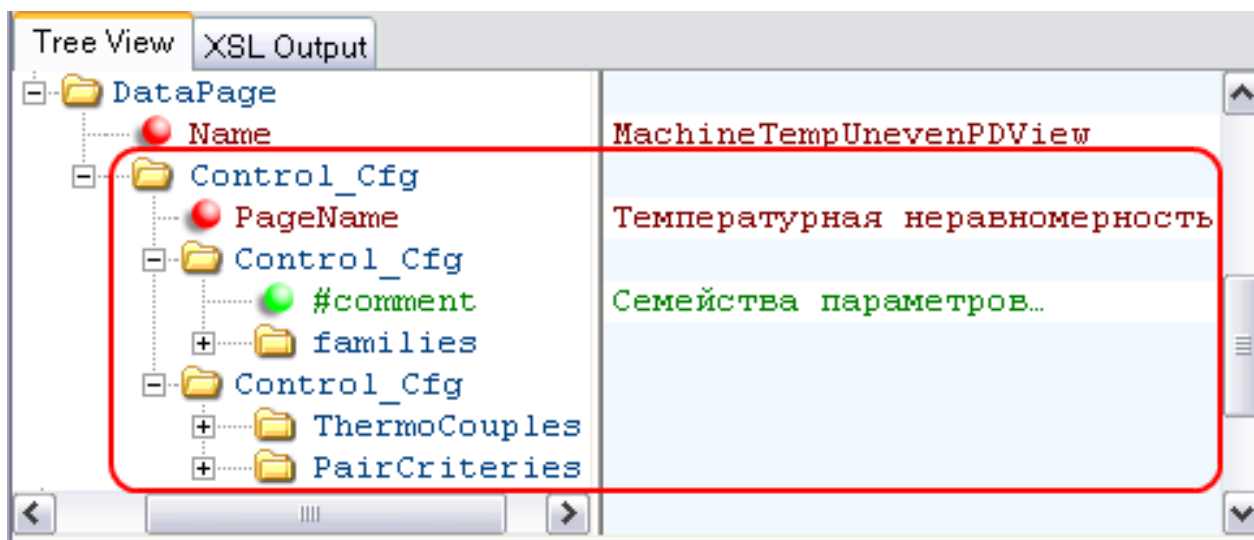 Tree View XSL Output
DataPage
Name MachineTempUnevenPDView
Control_Cfg
PageName Температурная неравномерность
Control_Cfg
#comment Семейства параметров…
families
Control_Cfg
ThermoCouples
PairCriteries